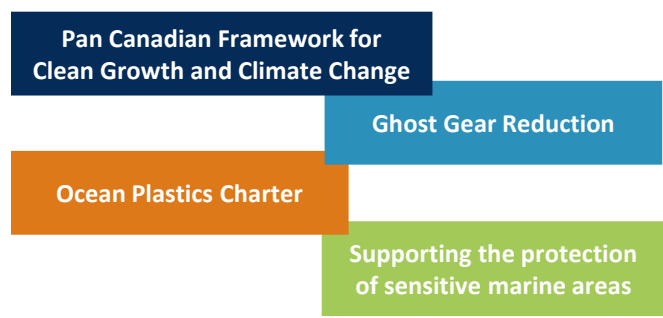 Pan Canadian Framework for
Clean Growth and Climate Change
Ghost Gear Reduction
Ocean Plastics Charter
Supporting the protection
of sensitive marine areas